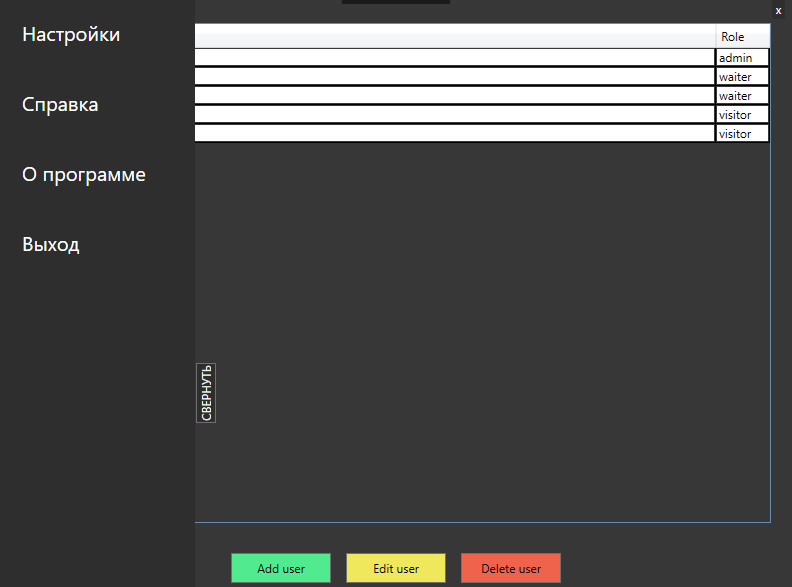 x
Настройки
Role
admin
waiter
Справка
waiter
visitor
visitor
О программе
Выход
СВЕРНУТЬ
Add user
Edit user
Delete user